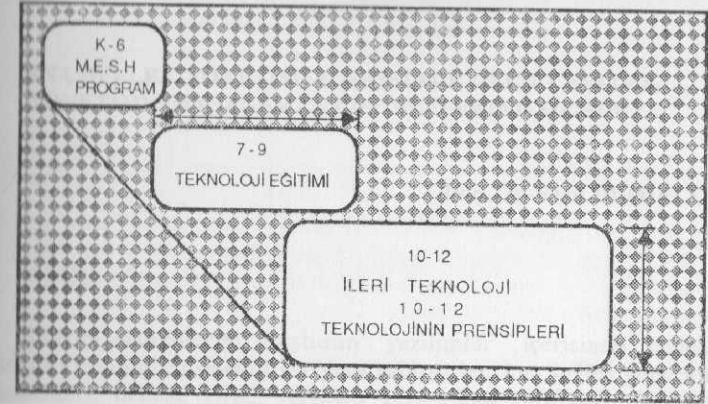 K-6
M.E.S.H
PROGRAM
7-9
TEKNOLOJİ EĞİTİMİ
10-12
İLERİ TEKNOLOJİ
10-12
TEKNOLOJİNİN PRENSİPLERİ